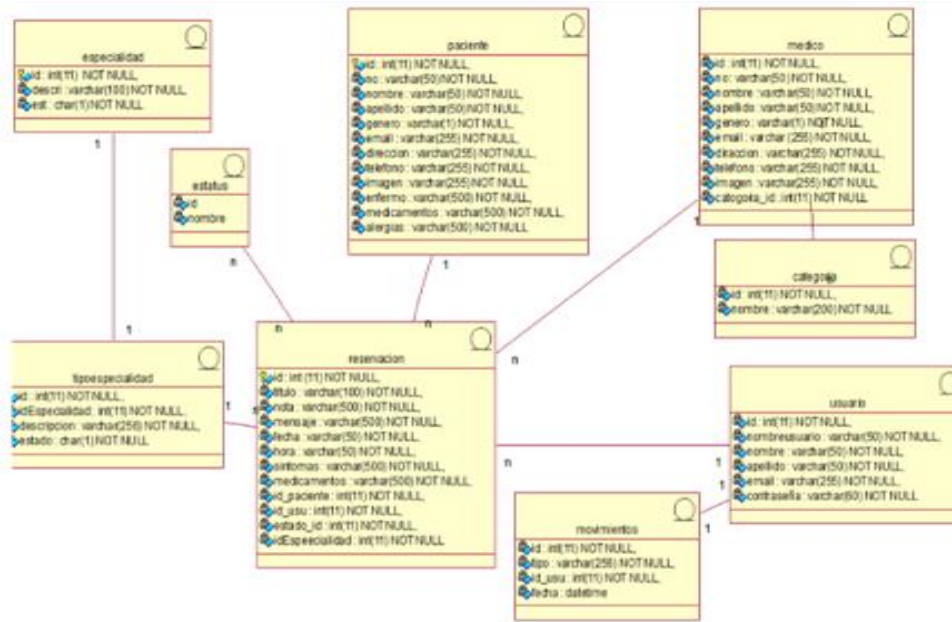 especialidad
id : int(11) NOT NULL,
descri : varchar(100) NOT NULL,
est : char(1) NOT NULL,
1
estatus
id
nombre
n
n
paciente
id : int(11) NOT NULL,
no : varchar(50) NOT NULL,
nombre : varchar(50) NOT NULL,
apellido : varchar(50) NOT NULL,
genero : varchar(1) NOT NULL,
email : varchar(255) NOT NULL,
direccion : varchar(255) NOT NULL,
telefono : varchar(255) NOT NULL,
imagen : varchar(255) NOT NULL,
enfermo : varchar(500) NOT NULL,
medicamentos : varchar(500) NOT NULL,
alergias : varchar(500) NOT NULL,
1
n
medico
id : int(11) NOT NULL,
no : varchar(50) NOT NULL,
nombre : varchar(50) NOT NULL,
apellido : varchar(50) NOT NULL,
genero : varchar(1) NOT NULL,
email : varchar (255) NOT NULL,
diraccion : varchar(255) NOT NULL,
telefono : varchar(255) NOT NULL,
imagen : varchar(255) NOT NULL,
categoria_id : int(11) NOT NULL
1
n
categoria
id : int(11) NOT NULL,
nombre : varchar(200) NOT NULL
1
tipoespecialidad
id : int(11) NOT NULL,
idEspecialidad : int(11) NOT NULL,
descripcion : varchar(256) NOT NULL,
estado : char(1) NOT NULL
1
reservacion
id : int (11) NOT NULL,
titulo : varchar(100) NOT NULL,
nota : varchar(500) NOT NULL,
mensaje : varchar(500) NOT NULL,
fecha : varchar(50) NOT NULL,
hora : varchar(50) NOT NULL,
sintomas : varchar(500) NOT NULL,
medicamentos : varchar(500) NOT NULL,
id_paciente : int(11) NOT NULL,
id_usu : int(11) NOT NULL,
estado_id : int(11) NOT NULL,
idEspeecialidad : int(11) NOT NULL
n
1
usuario
id : int(11) NOT NULL,
nombreusuario : varchar(50) NOT NULL,
nombre : varchar(50) NOT NULL,
apellido : varchar(50) NOT NULL,
email : varchar(255) NOT NULL,
contraseña : varchar(60) NOT NULL,
1
1
movimientos
id : int(11) NOT NULL,
tipo : varchar(256) NOT NULL,
id_usu : int(11) NOT NULL,
fecha : datetime